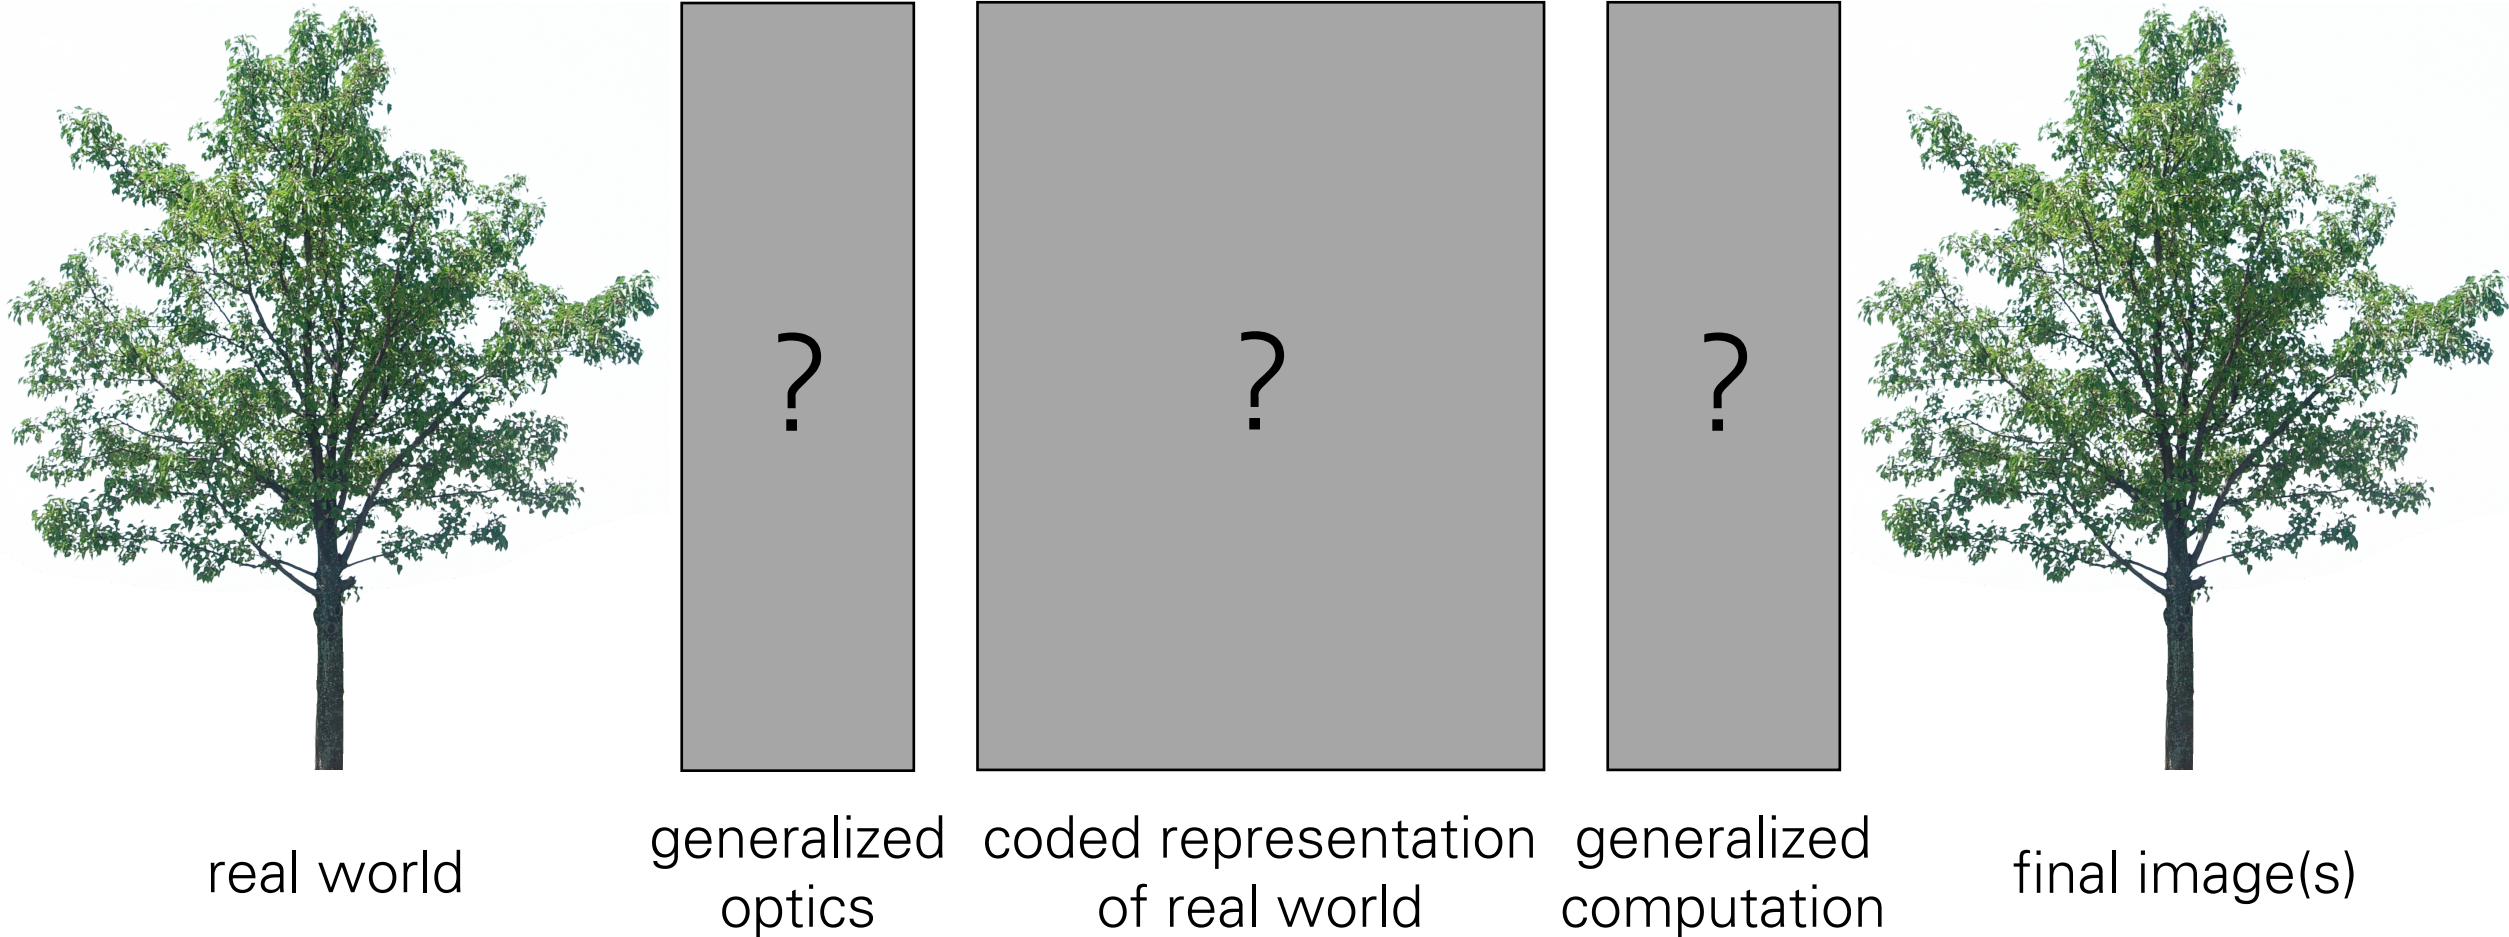 ?
?
?
real world
generalized
optics
coded representation
of real world
generalized
computation
final image(s)